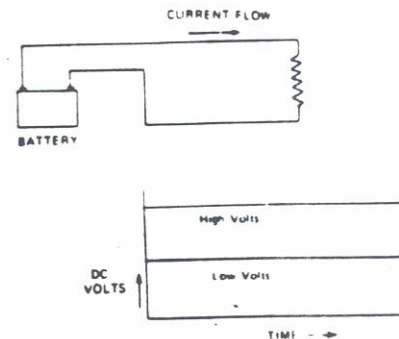 CURRENT FLOW
BATTERY
High Volts
Low Volts
DC
VOLTS
TIME